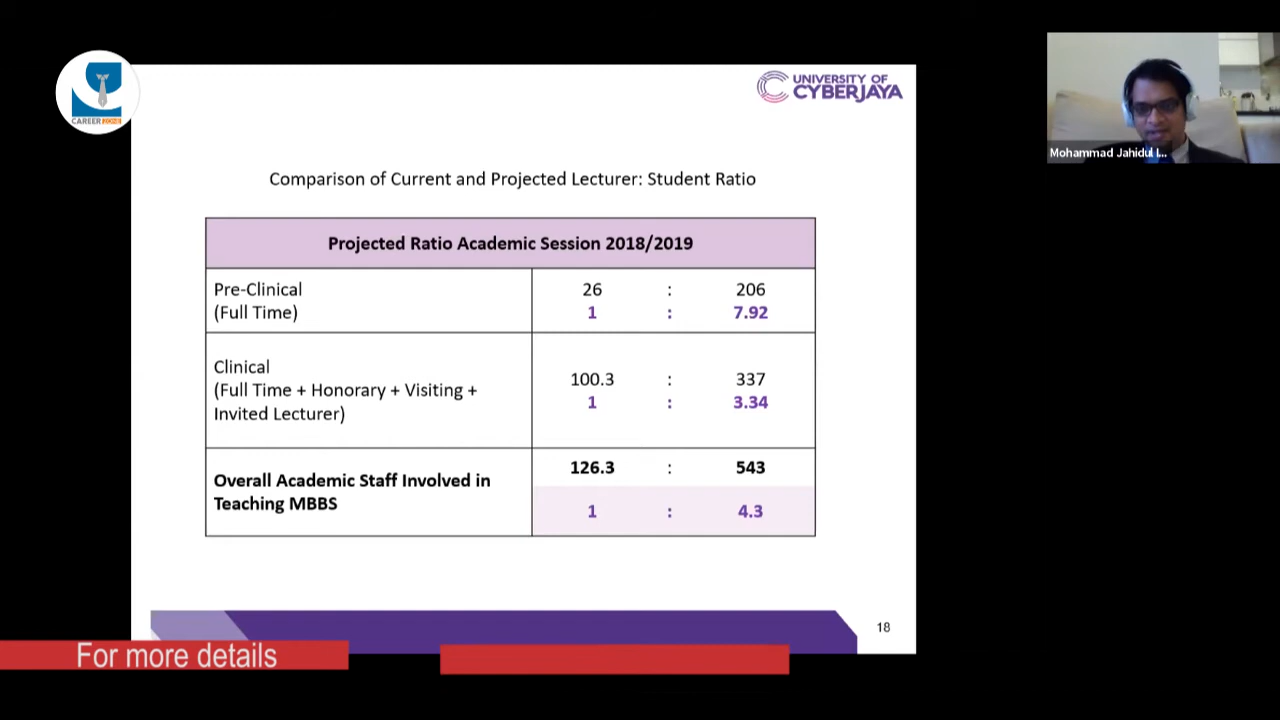 CAREER ZONE
UNIVERSITY OF
CYBERJAYA
Mohammad Jahidul I...
Comparison of Current and Projected Lecturer: Student Ratio
Projected Ratio Academic Session 2018/2019
Pre-Clinical
(Full Time)
26 : 206
1 : 7.92
Clinical
(Full Time + Honorary + Visiting +
Invited Lecturer)
100.3 : 337
1 : 3.34
Overall Academic Staff Involved in
Teaching MBBS
126.3 : 543
1 : 4.3
18
For more details